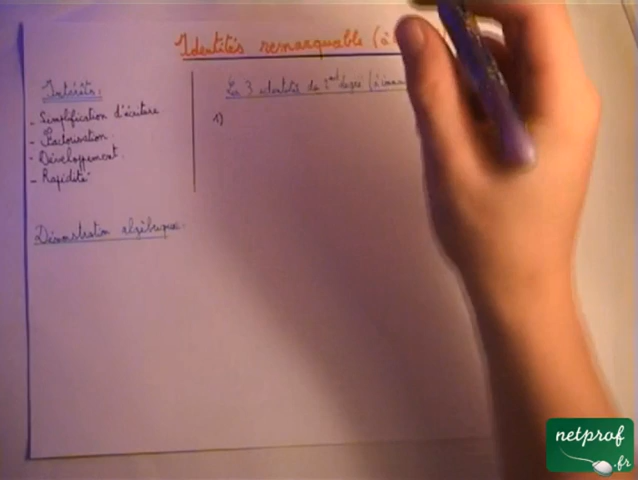 Identités remarquable (à
Intérêts:
- Simplification d'écriture
- Factorisation.
- Développement.
- Rapidité
Les 3 identités du 2nd degré (à
1)
Démonstration algébrique.
netprof
.fr